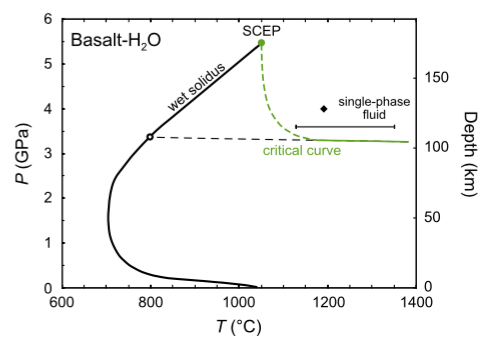 Basalt-H₂O
SCEP
wet solidus
single-phase
fluid
critical curve
P (GPa)
6
5
4
3
2
1
0
Depth (km)
150
100
50
0
600
800
1000
1200
1400
T (°C)